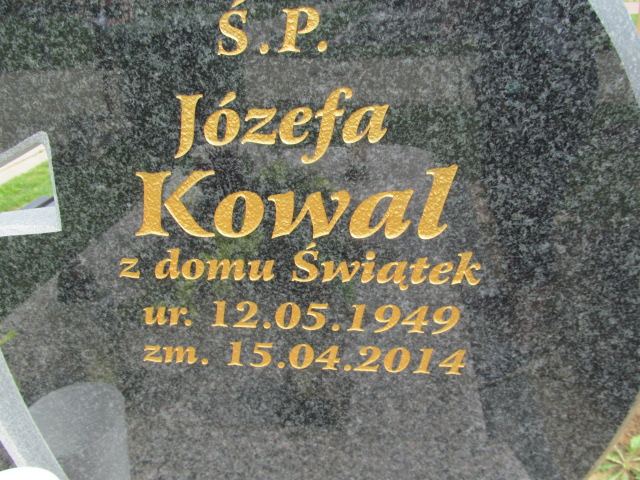 Ś.P.
Józefa
Kowal
z domu Świątek
ur. 12.05.1949
zm. 15.04.2014